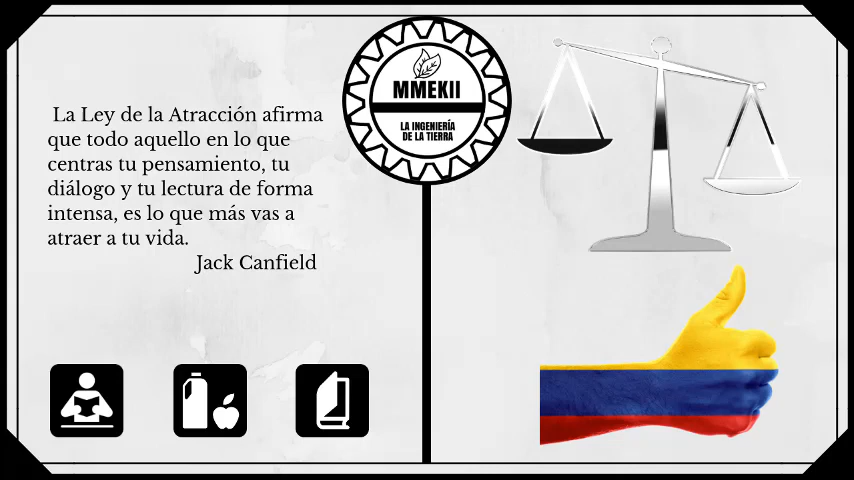 La Ley de la Atracción afirma
que todo aquello en lo que
centras tu pensamiento, tu
diálogo y tu lectura de forma
intensa, es lo que más vas a
atraer a tu vida.
Jack Canfield
MMEKII
LA INGENIERÍA
DE LA TIERRA